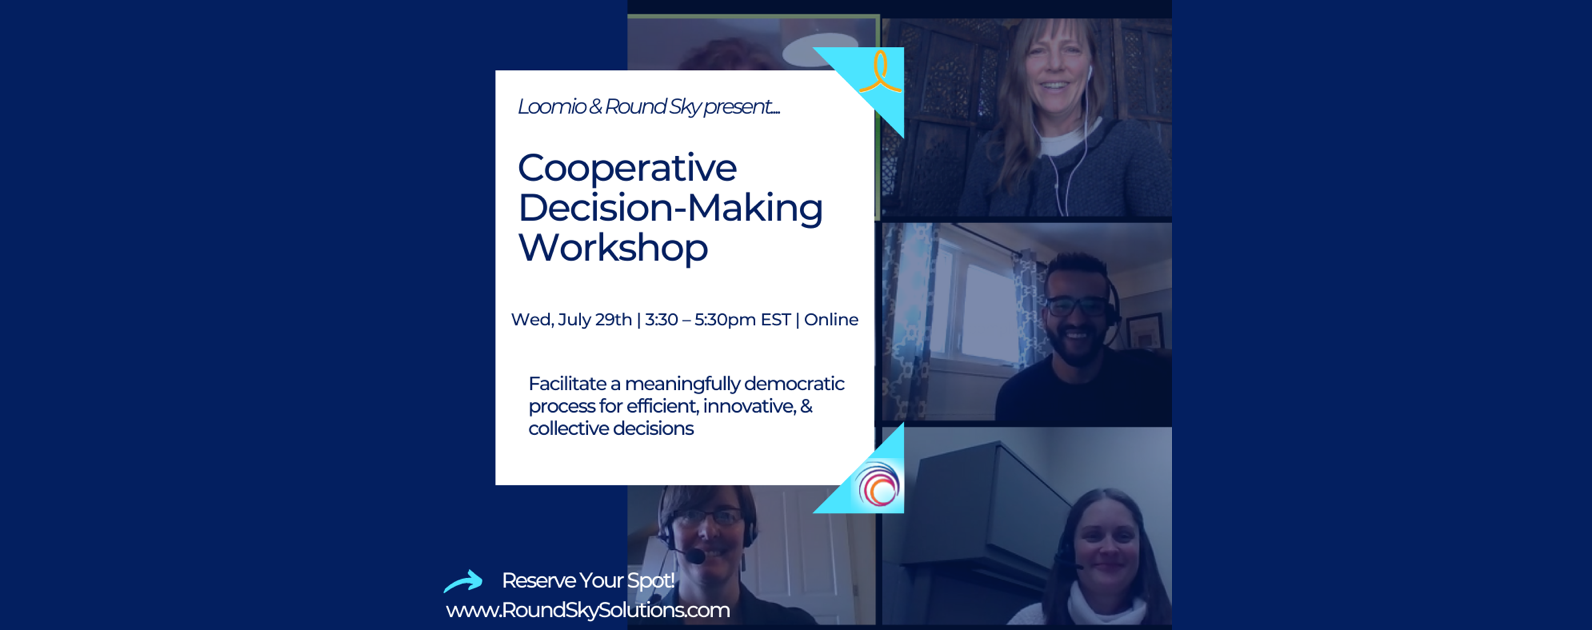 Loomio & Round Sky present....
Cooperative
Decision-Making
Workshop
Wed, July 29th | 3:30 – 5:30pm EST | Online
Facilitate a meaningfully democratic
process for efficient, innovative, &
collective decisions
Reserve Your Spot!
www.RoundSkySolutions.com